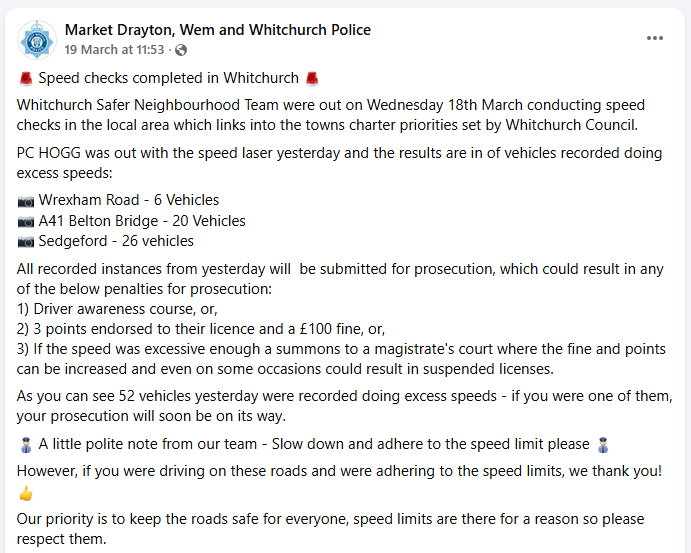 Market Drayton, Wem and Whitchurch Police
19 March at 11:53 ·
Speed checks completed in Whitchurch
Whitchurch Safer Neighbourhood Team were out on Wednesday 18th March conducting speed
checks in the local area which links into the towns charter priorities set by Whitchurch Council.
PC HOGG was out with the speed laser yesterday and the results are in of vehicles recorded doing
excess speeds:
📷 Wrexham Road - 6 Vehicles
📷 A41 Belton Bridge - 20 Vehicles
📷 Sedgeford - 26 vehicles
All recorded instances from yesterday will  be submitted for prosecution, which could result in any
of the below penalties for prosecution:
1) Driver awareness course, or,
2) 3 points endorsed to their licence and a £100 fine, or,
3) If the speed was excessive enough a summons to a magistrate's court where the fine and points
can be increased and even on some occasions could result in suspended licenses.
As you can see 52 vehicles yesterday were recorded doing excess speeds - if you were one of them,
your prosecution will soon be on its way.
A little polite note from our team - Slow down and adhere to the speed limit please
However, if you were driving on these roads and were adhering to the speed limits, we thank you!
👍
Our priority is to keep the roads safe for everyone, speed limits are there for a reason so please
respect them.